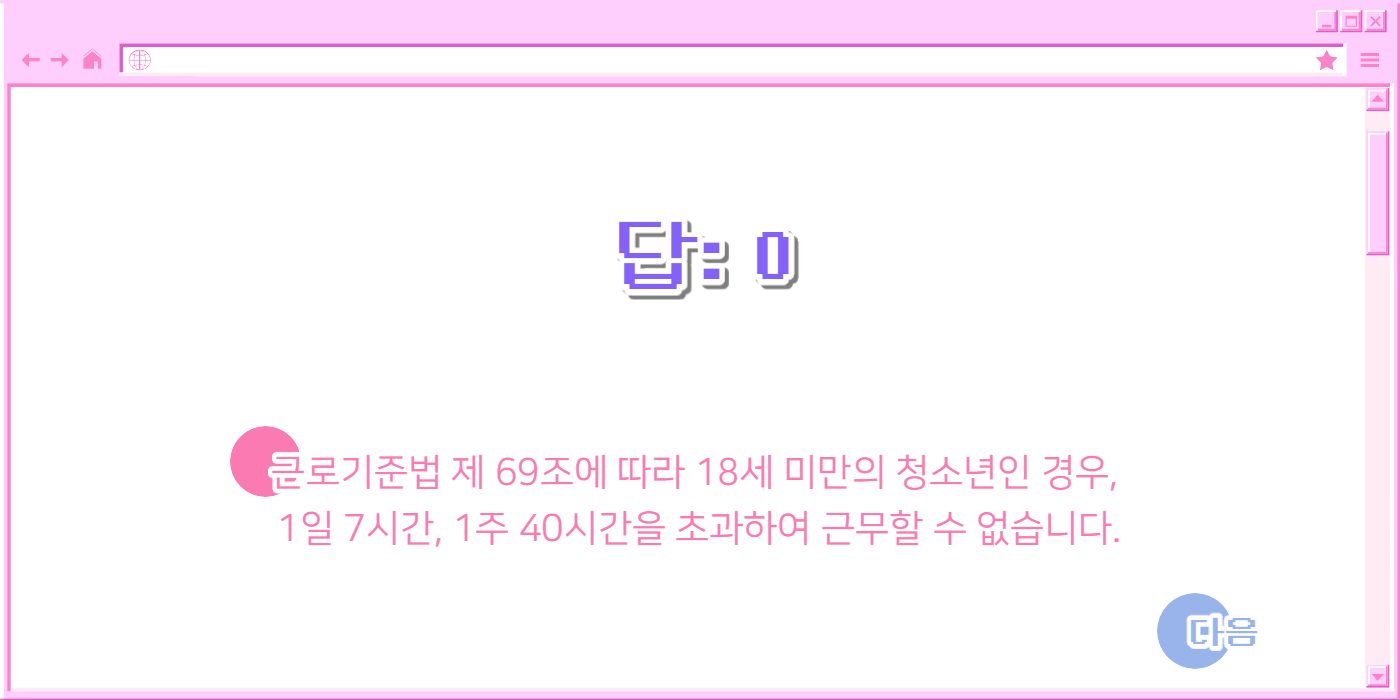 답: 0
근로기준법 제 69조에 따라 18세 미만의 청소년인 경우,
1일 7시간, 1주 40시간을 초과하여 근무할 수 없습니다.
다음